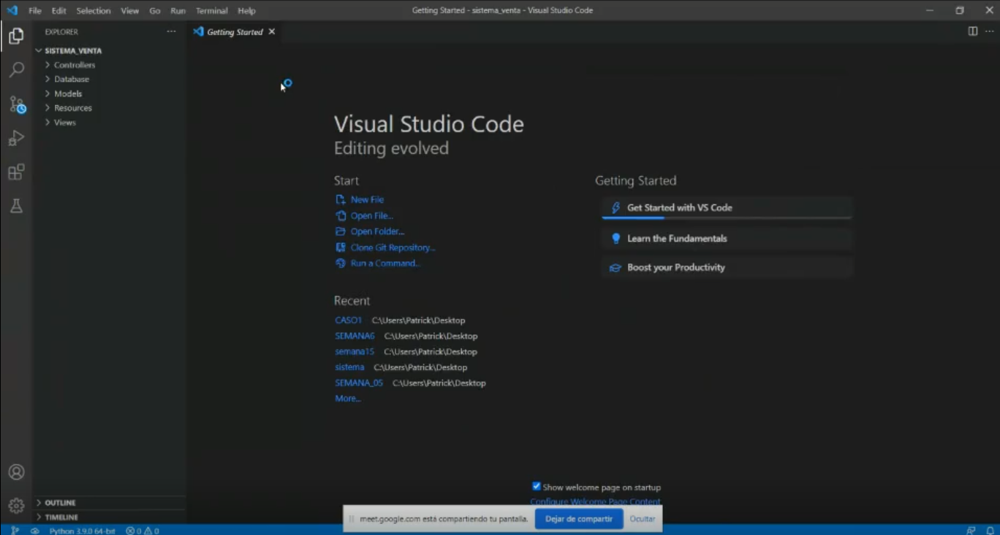 File Edit Selection View Go Run Terminal Help
Getting Started - sistema_venta - Visual Studio Code
EXPLORER
Getting Started
SISTEMA_VENTA
Controllers
Database
Models
Resources
Views
Visual Studio Code
Editing evolved
Start
New File
Open File...
Open Folder...
Clone Git Repository...
Run a Command...
Recent
CASO1 C:\Users\Patrick\Desktop
SEMANA6 C:\Users\Patrick\Desktop
semana15 C:\Users\Patrick\Desktop
sistema C:\Users\Patrick\Desktop
SEMANA_05 C:\Users\Patrick\Desktop
More...
Getting Started
Get Started with VS Code
Learn the Fundamentals
Boost your Productivity
Show welcome page on startup
Configure Welcome Page Content
OUTLINE
TIMELINE
meet.google.com está compartiendo tu pantalla. Dejar de compartir Ocultar
Python 3.9.0 64-bit 0 0